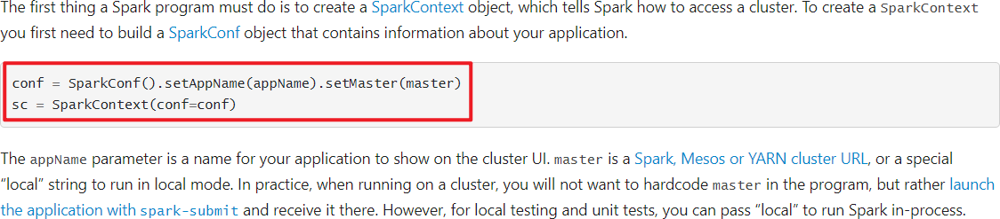 The first thing a Spark program must do is to create a SparkContext object, which tells Spark how to access a cluster. To create a SparkContext
you first need to build a SparkConf object that contains information about your application.
conf = SparkConf().setAppName(appName).setMaster(master)
sc = SparkContext(conf=conf)
The appName parameter is a name for your application to show on the cluster UI. master is a Spark, Mesos or YARN cluster URL, or a special
“local” string to run in local mode. In practice, when running on a cluster, you will not want to hardcode master in the program, but rather launch
the application with spark-submit and receive it there. However, for local testing and unit tests, you can pass “local” to run Spark in-process.